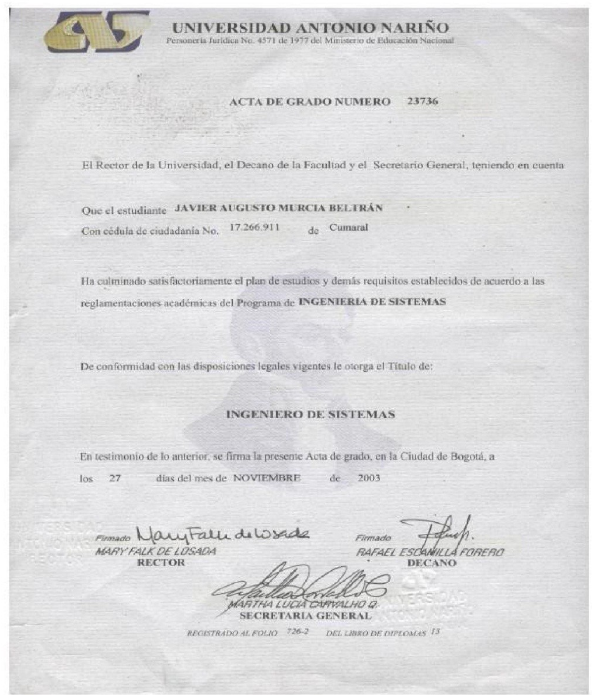 UNIVERSIDAD ANTONIO NARIÑO
Personería Jurídica No. 4571 de 1977 del Ministerio de Educación Nacional
ACTA DE GRADO NUMERO 23736
El Rector de la Universidad, el Decano de la Facultad y el Secretario General, teniendo en cuenta
Que el estudiante JAVIER AUGUSTO MURCIA BELTRÁN
Con cédula de ciudadanía No. 17.266.911 de Cumaral
Ha culminado satisfactoriamente el plan de estudios y demás requisitos establecidos de acuerdo a las
reglamentaciones académicas del Programa de INGENIERIA DE SISTEMAS
De conformidad con las disposiciones legales vigentes le otorga el Título de:
INGENIERO DE SISTEMAS
En testimonio de lo anterior, se firma la presente Acta de grado, en la Ciudad de Bogotá, a
los 27 días del mes de NOVIEMBRE de 2003
Firmado Mary Falk de Losada Firmado
MARY FALK DE LOSADA RAFAEL ESCAMILLA FORERO
RECTOR DECANO
MARTHA LUCIA CARVALHO Q.
SECRETARIA GENERAL
REGISTRADO AL FOLIO 726-2 DEL LIBRO DE DIPLOMAS 13